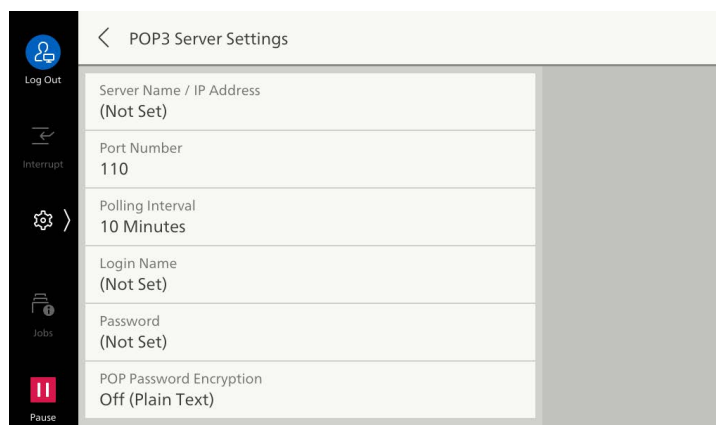 POP3 Server Settings
Log Out
Server Name / IP Address
(Not Set)
Port Number
110
Interrupt
Polling Interval
10 Minutes
Login Name
(Not Set)
Password
(Not Set)
Jobs
POP Password Encryption
Off (Plain Text)
Pause